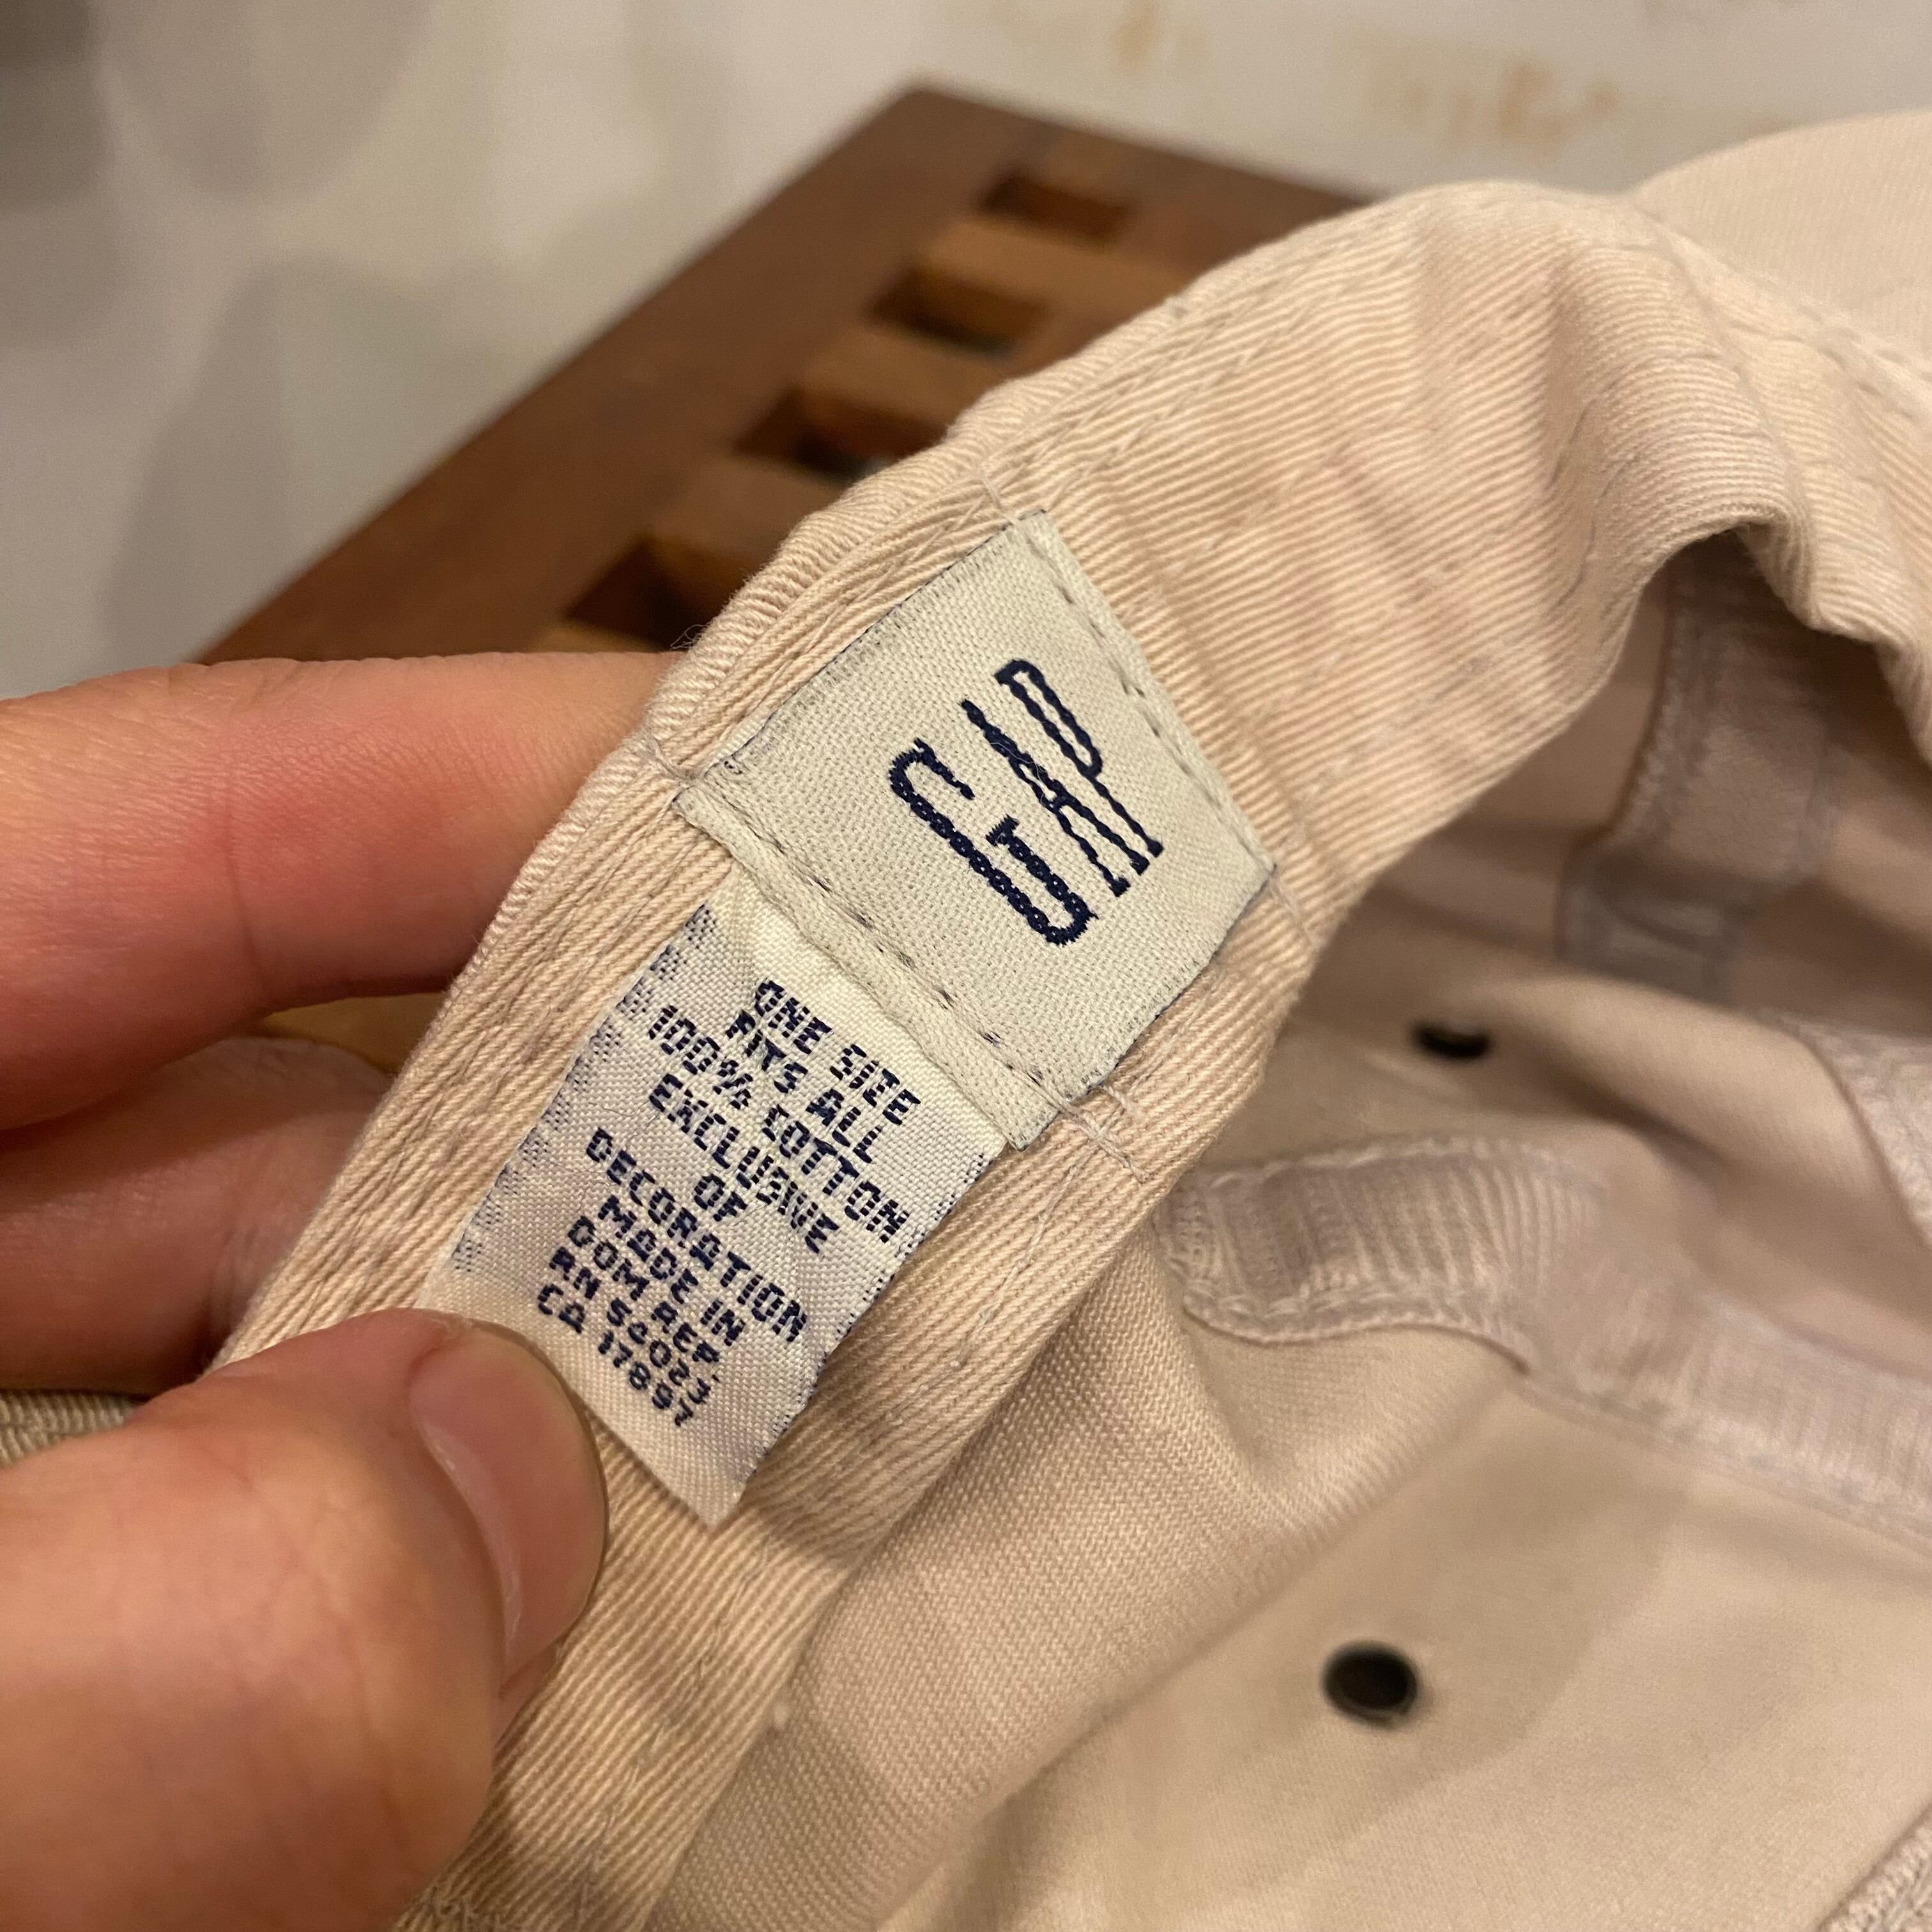 GAP
ONE SIZE
FITS ALL
100% COTTON
EXCLUSIVE
OF
DECORATION
MADE IN
DOM REP.
RN 54023
CA 17897